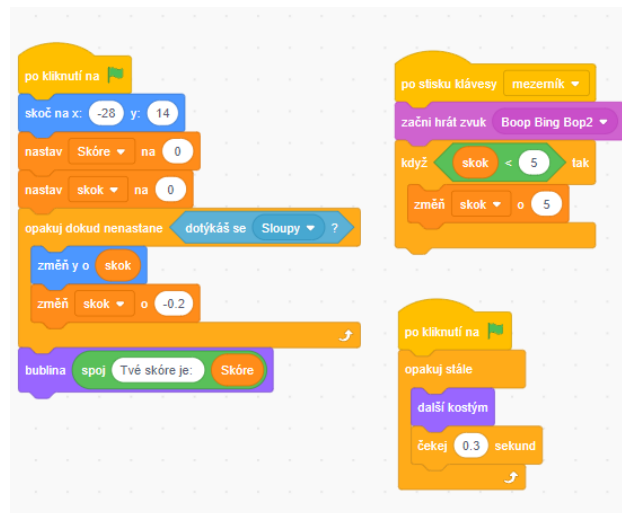 po kliknutí na
skoč na x: -28 y: 14
nastav Skóre na 0
nastav skok na 0
opakuj dokud nenastane dotýkáš se Sloupy ?
změň y o skok
změň skok o -0.2
bublina spoj Tvé skóre je: Skóre
po stisku klávesy mezerník
začni hrát zvuk Boop Bing Bop2
když skok < 5 tak
změň skok o 5
po kliknutí na
opakuj stále
další kostým
čekej 0.3 sekund